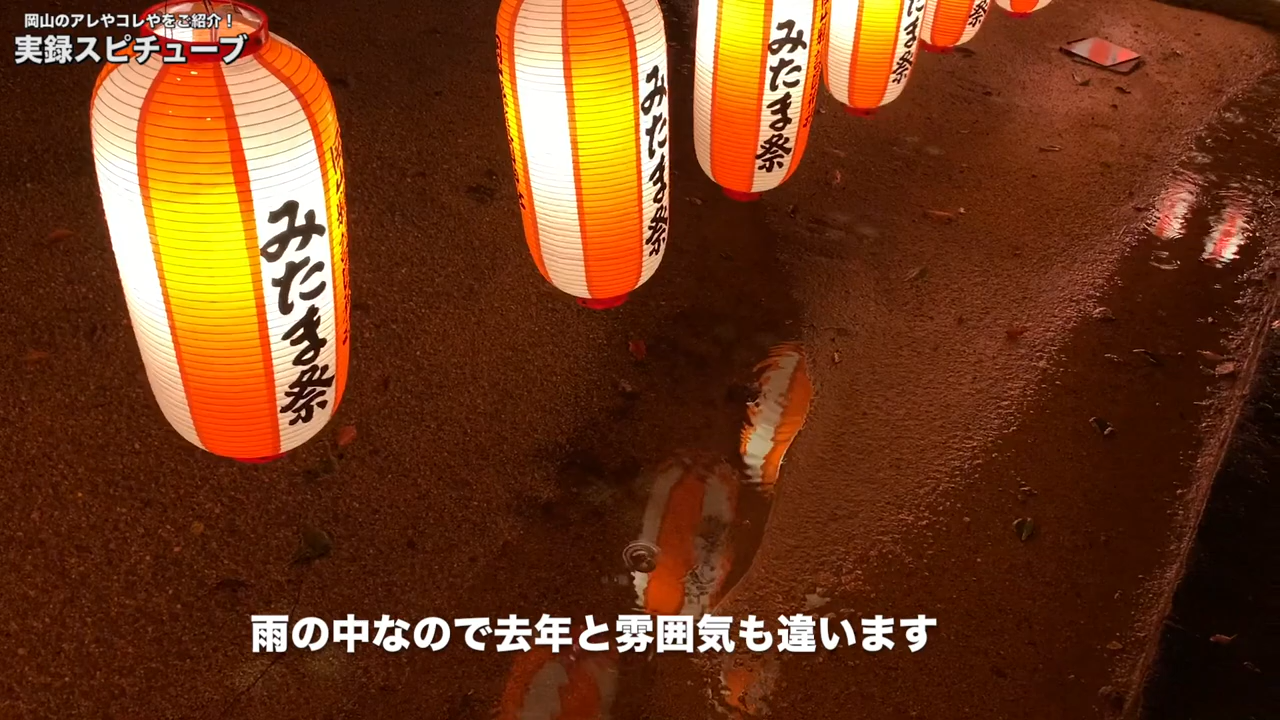 岡山のアレやコレやをご紹介！
実録スピチューブ
みたま祭
みたま祭
みたま祭
ま祭
祭
雨の中なので去年と雰囲気も違います